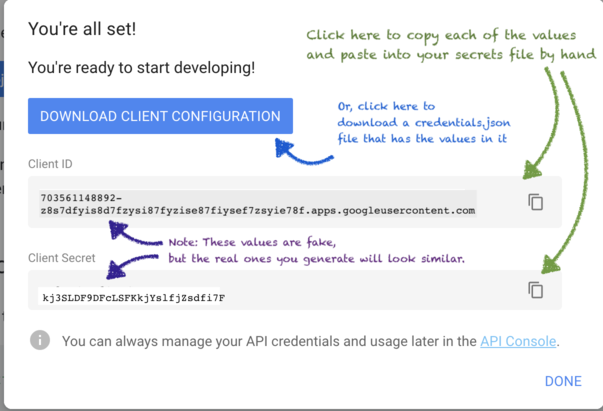 You're all set!
Click here to copy each of the values
and paste into your secrets file by hand
You're ready to start developing!
DOWNLOAD CLIENT CONFIGURATION
Or, click here to
download a credentials.json
file that has the values in it
Client ID
703561148892-
z8s7dfyis8d7fzysi87fyzise87fiysef7zsyie78f.apps.googleusercontent.com
Note: These values are fake,
but the real ones you generate will look similar.
Client Secret
kj3SLDF9DFcLSFKkjYslfjZsdfi7F
You can always manage your API credentials and usage later in the API Console.
DONE